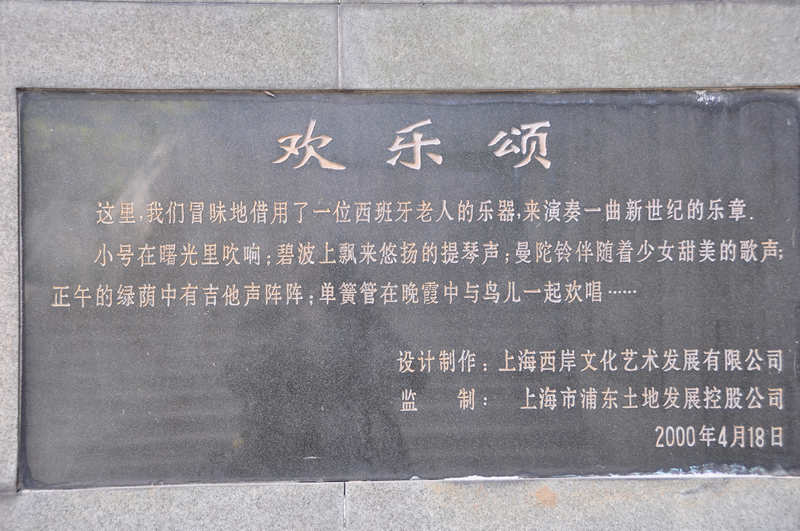 欢乐颂
这里,我们冒昧地借用了一位西班牙老人的乐器,来演奏一曲新世纪的乐章.
小号在曙光里吹响;碧波上飘来悠扬的提琴声;曼陀铃伴随着少女甜美的歌声;
正午的绿荫中有吉他声阵阵;单簧管在晚霞中与鸟儿一起欢唱……
设计制作:上海西岸文化艺术发展有限公司
监 制: 上海市浦东土地发展控股公司
2000年4月18日